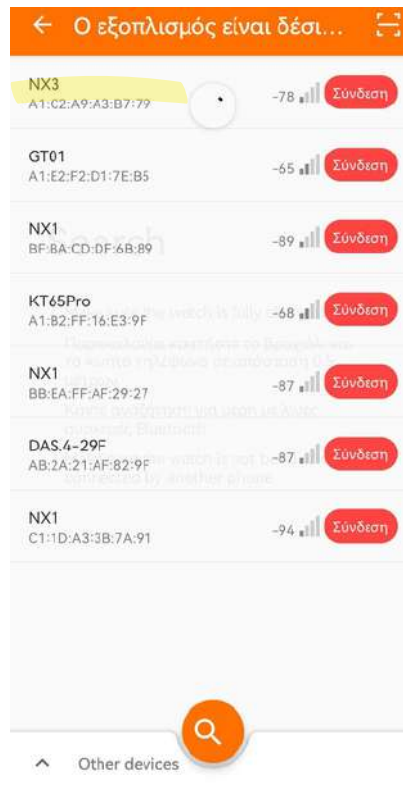 Ο εξοπλισμός είναι δέσι...
NX3
A1:C2:A9:A3:B7:79
-78
Σύνδεση
GT01
A1:E2:F2:D1:7E:B5
-65
Σύνδεση
NX1
BF:BA:CD:DF:6B:89
-89
Σύνδεση
KT65Pro
A1:B2:FF:16:E3:9F
-68
Σύνδεση
NX1
BB:EA:FF:AF:29:27
-87
Σύνδεση
DAS.4-29F
AB:2A:21:AF:82:9F
-87
Σύνδεση
NX1
C1:1D:A3:3B:7A:91
-94
Σύνδεση
Search
Other devices